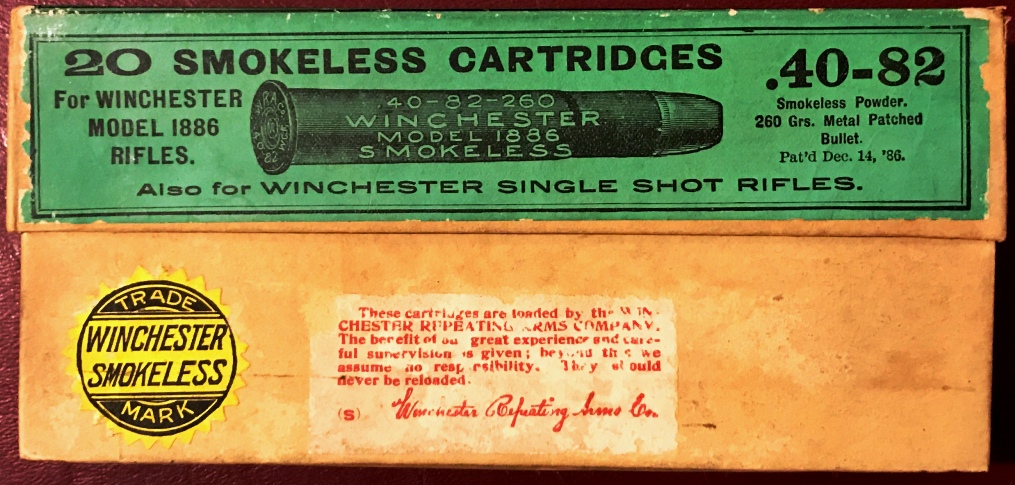 20 SMOKELESS CARTRIDGES
For WINCHESTER
MODEL 1886
RIFLES.
.40-82-260
WINCHESTER
MODEL 1886
SMOKELESS
.40-82
Smokeless Powder.
260 Grs. Metal Patched
Bullet.
Pat'd Dec. 14, '86.
Also for WINCHESTER SINGLE SHOT RIFLES.
TRADE
WINCHESTER
SMOKELESS
MARK
These cartridges are loaded by the WIN-
CHESTER REPEATING ARMS COMPANY.
The benefit of our great experience and care-
ful supervision is given; beyond this we
assume no responsibility. They should
never be reloaded.
(S) Winchester Repeating Arms Co.